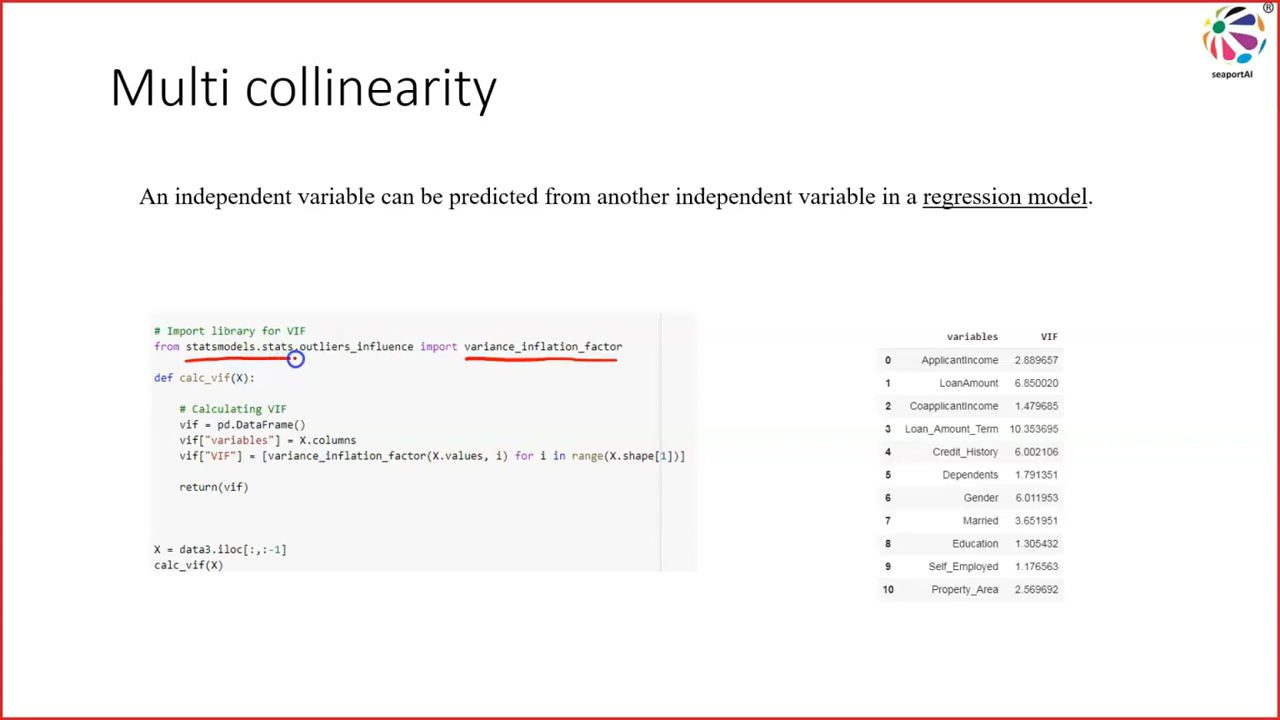 ®
seaportAI
Multi collinearity
An independent variable can be predicted from another independent variable in a regression model.
# Import library for VIF
from statsmodels.stats.outliers_influence import variance_inflation_factor
def calc_vif(X):
# Calculating VIF
vif = pd.DataFrame()
vif["variables"] = X.columns
vif["VIF"] = [variance_inflation_factor(X.values, i) for i in range(X.shape[1])]
return(vif)
X = data3.iloc[:,:-1]
calc_vif(X)
variables VIF
0 ApplicantIncome 2.889657
1 LoanAmount 6.850020
2 CoapplicantIncome 1.479685
3 Loan_Amount_Term 10.353695
4 Credit_History 6.002106
5 Dependents 1.791351
6 Gender 6.011953
7 Married 3.651951
8 Education 1.305432
9 Self_Employed 1.176563
10 Property_Area 2.569692